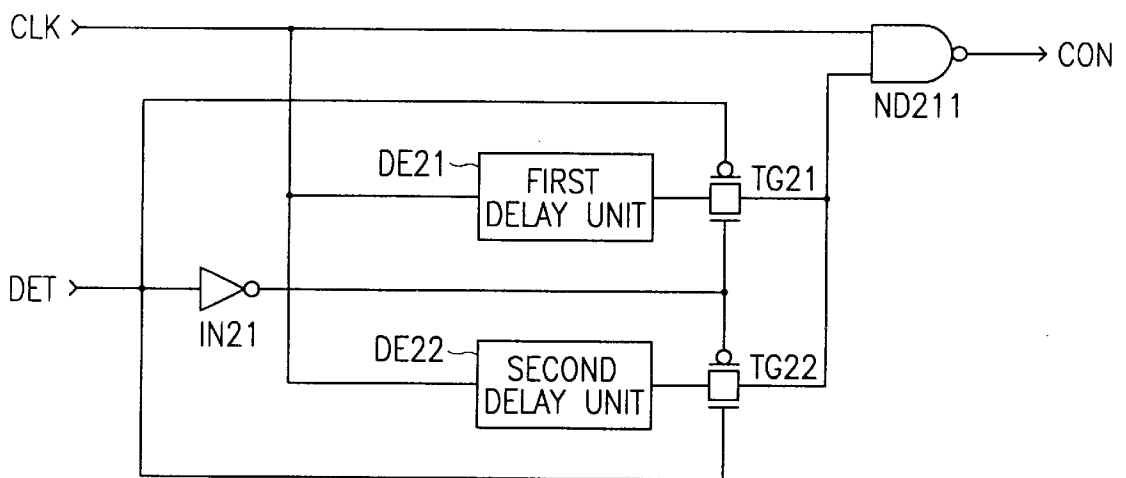 CLK
CON
ND211
DE21
FIRST
DELAY UNIT
TG21
DET
IN21
DE22
SECOND
DELAY UNIT
TG22